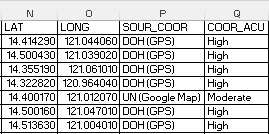 N O P Q
LAT LONG SOUR_COOR COOR_ACU
14.414290 121.044060 DOH (GPS) High
14.500430 121.039020 DOH (GPS) High
14.355190 121.061010 DOH (GPS) High
14.322820 120.964040 DOH (GPS) High
14.400170 121.012070 UN (Google Map) Moderate
14.500160 121.047010 DOH (GPS) High
14.513630 121.004010 DOH (GPS) High